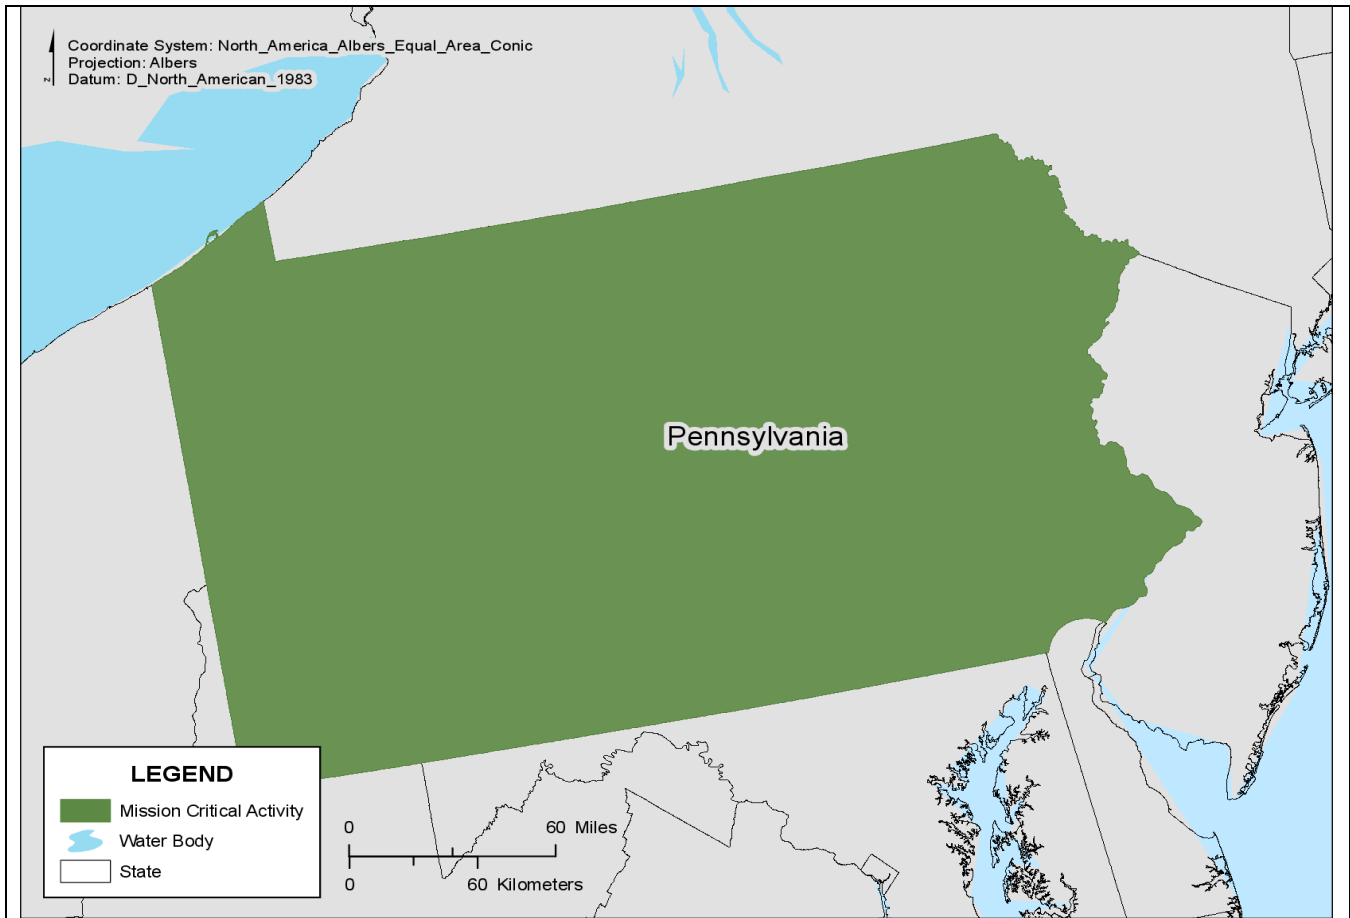 Coordinate System: North_America_Albers_Equal_Area_Conic
Projection: Albers
Datum: D_North_American_1983
z
Pennsylvania
LEGEND
Mission Critical Activity
Water Body
State
0 60 Miles
0 60 Kilometers